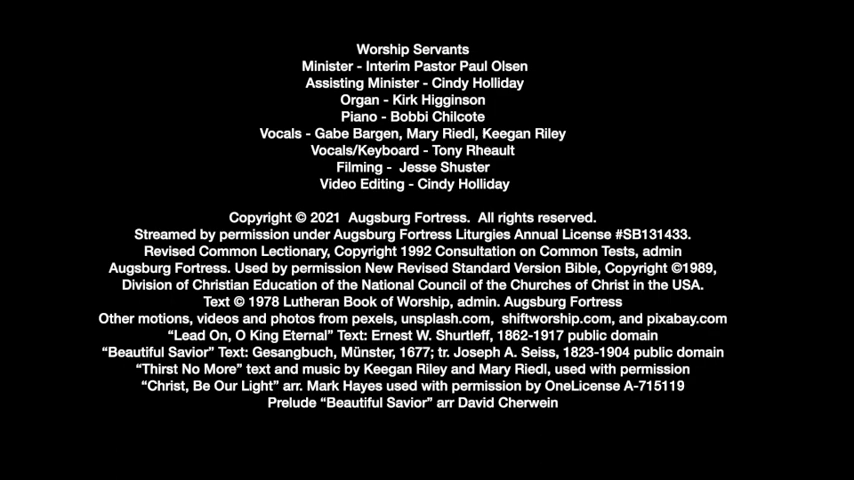 Worship Servants
Minister - Interim Pastor Paul Olsen
Assisting Minister - Cindy Holliday
Organ - Kirk Higginson
Piano - Bobbi Chilcote
Vocals - Gabe Bargen, Mary Riedl, Keegan Riley
Vocals/Keyboard - Tony Rheault
Filming - Jesse Shuster
Video Editing - Cindy Holliday
Copyright © 2021 Augsburg Fortress. All rights reserved.
Streamed by permission under Augsburg Fortress Liturgies Annual License #SB131433.
Revised Common Lectionary, Copyright 1992 Consultation on Common Tests, admin
Augsburg Fortress. Used by permission New Revised Standard Version Bible, Copyright ©1989,
Division of Christian Education of the National Council of the Churches of Christ in the USA.
Text © 1978 Lutheran Book of Worship, admin. Augsburg Fortress
Other motions, videos and photos from pexels, unsplash.com, shiftworship.com, and pixabay.com
“Lead On, O King Eternal” Text: Ernest W. Shurtleff, 1862-1917 public domain
“Beautiful Savior” Text: Gesangbuch, Münster, 1677; tr. Joseph A. Seiss, 1823-1904 public domain
“Thirst No More” text and music by Keegan Riley and Mary Riedl, used with permission
“Christ, Be Our Light” arr. Mark Hayes used with permission by OneLicense A-715119
Prelude “Beautiful Savior” arr David Cherwein